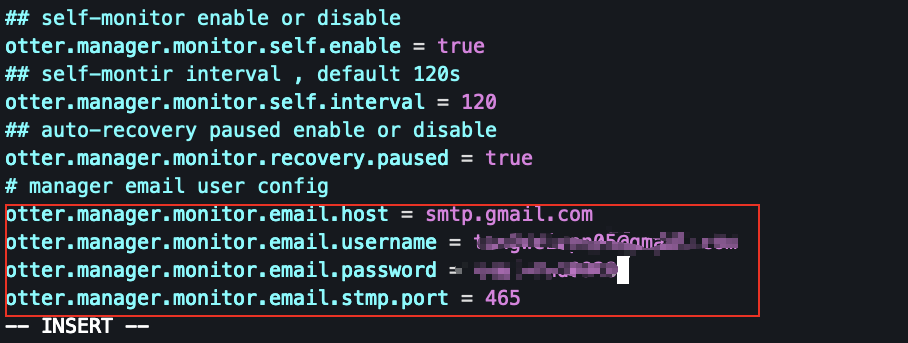 ## self-monitor enable or disable
otter.manager.monitor.self.enable = true
## self-montir interval , default 120s
otter.manager.monitor.self.interval = 120
## auto-recovery paused enable or disable
otter.manager.monitor.recovery.paused = true
# manager email user config
otter.manager.monitor.email.host = smtp.gmail.com
otter.manager.monitor.email.username =
otter.manager.monitor.email.password =
otter.manager.monitor.email.stmp.port = 465
-- INSERT --